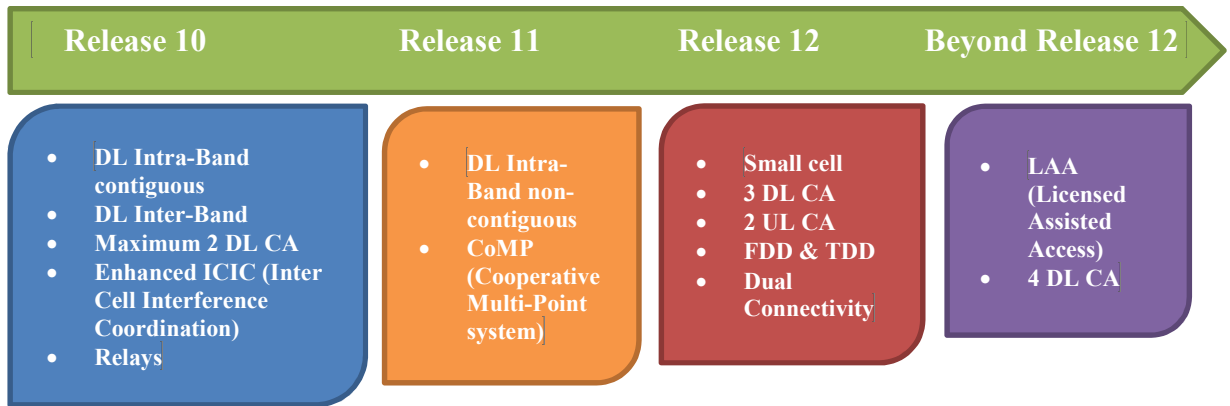 Release 10 Release 11 Release 12 Beyond Release 12
• DL Intra-Band
contiguous
• DL Inter-Band
• Maximum 2 DL CA
• Enhanced ICIC (Inter
Cell Interference
Coordination)
• Relays
• DL Intra-
Band non-
contiguous
• CoMP
(Cooperative
Multi-Point
system)
• Small cell
• 3 DL CA
• 2 UL CA
• FDD & TDD
• Dual
Connectivity
• LAA
(Licensed
Assisted
Access)
• 4 DL CA